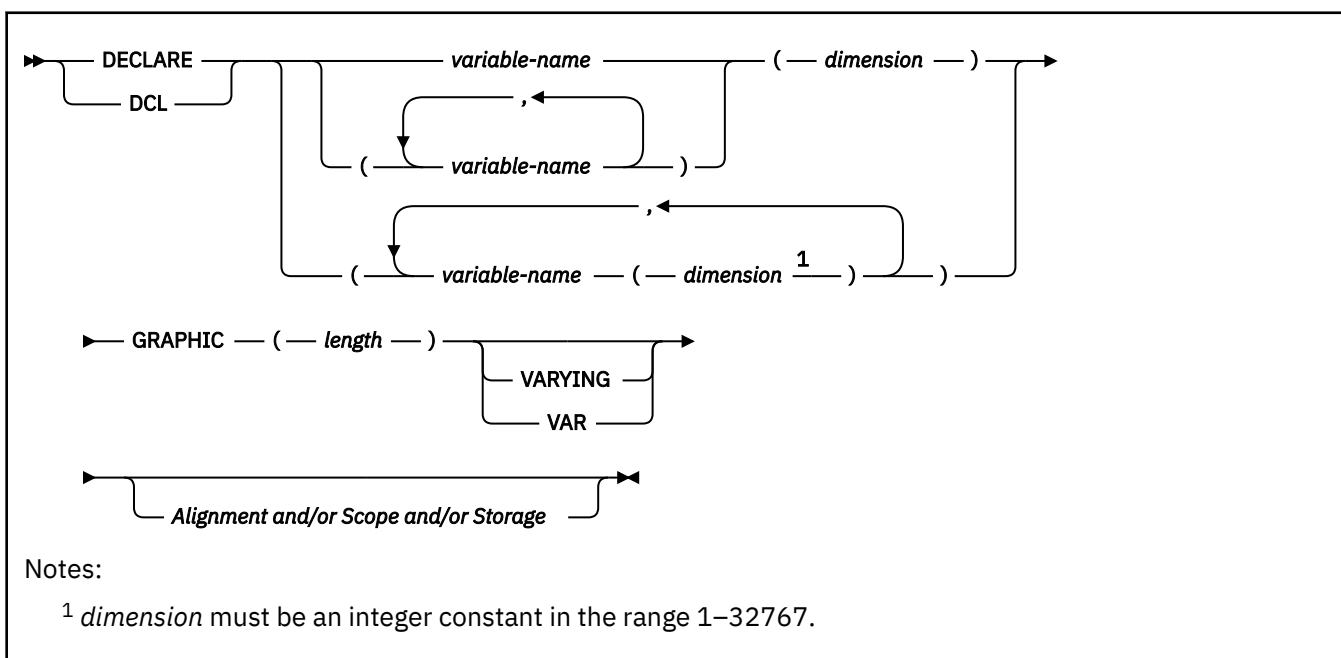 DECLARE variable-name ( dimension )
DCL
,
( variable-name )
,
( variable-name ( dimension 1 ) )
GRAPHIC ( length )
VARYING
VAR
Alignment and/or Scope and/or Storage
Notes:
1 dimension must be an integer constant in the range 1–32767.